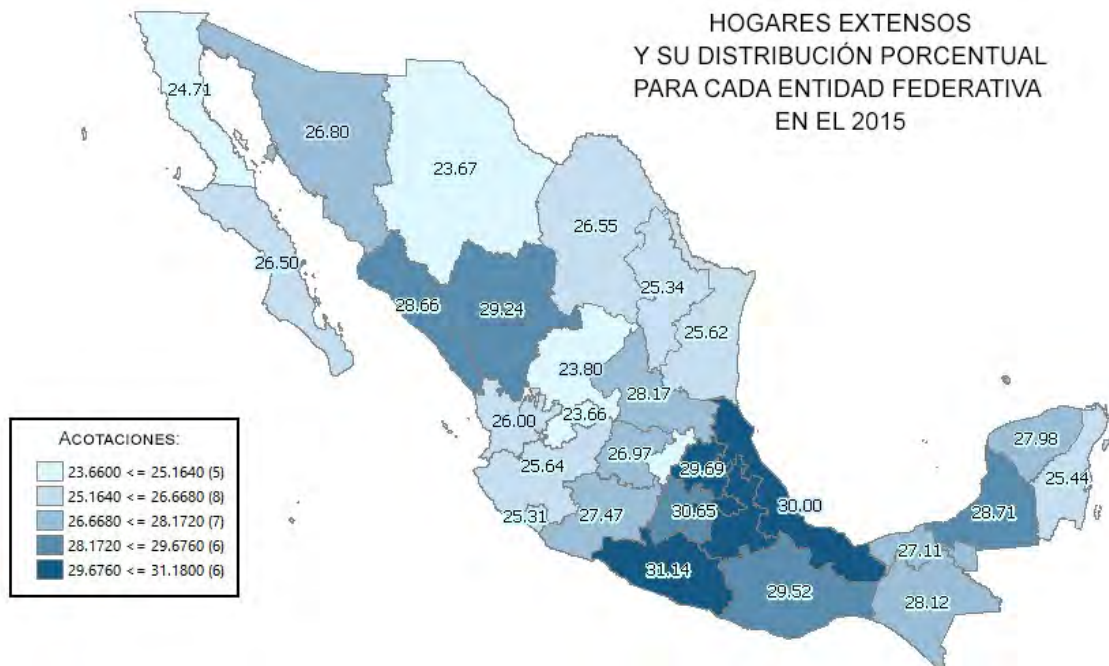 HOGARES EXTENSOS
Y SU DISTRIBUCIÓN PORCENTUAL
PARA CADA ENTIDAD FEDERATIVA
EN EL 2015
24.71
26.80
23.67
26.55
26.50
28.66
29.24
25.34
25.62
23.80
28.17
26.00
23.66
25.64
26.97
29.69
25.31
27.47
30.65
30.00
31.14
29.52
27.98
25.44
28.71
27.11
28.12
ACOTACIONES:
23.6600 <= 25.1640 (5)
25.1640 <= 26.6680 (8)
26.6680 <= 28.1720 (7)
28.1720 <= 29.6760 (6)
29.6760 <= 31.1800 (6)